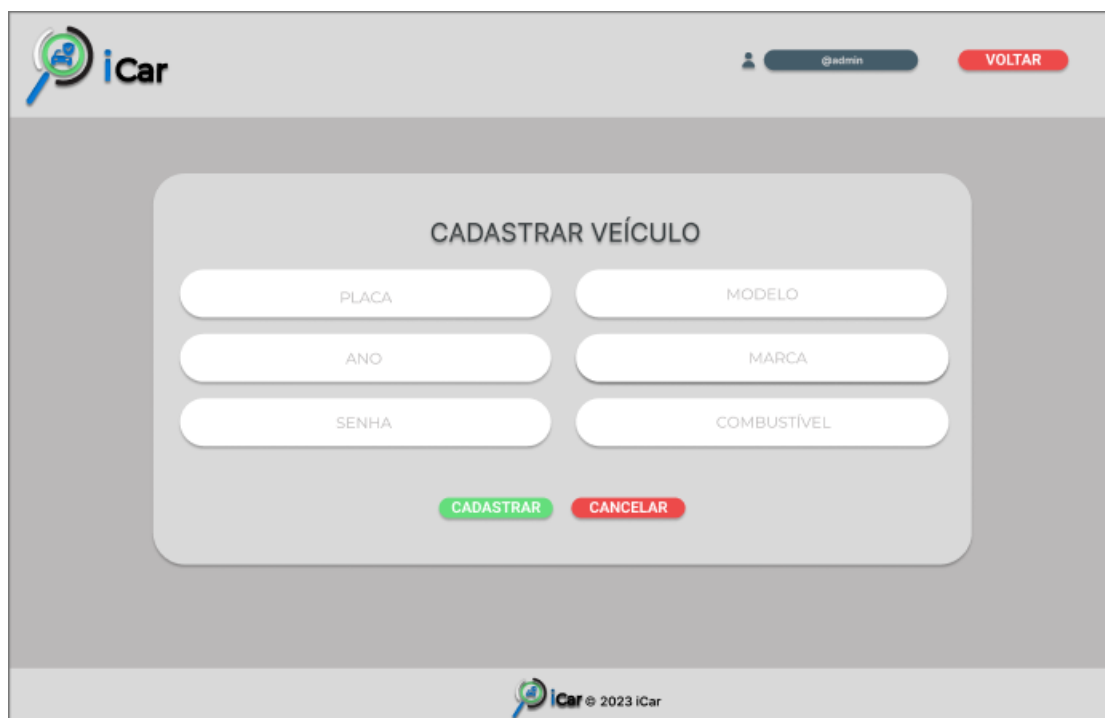 iCar
@admin
VOLTAR
CADASTRAR VEÍCULO
PLACA
MODELO
ANO
MARCA
SENHA
COMBUSTÍVEL
CADASTRAR
CANCELAR
iCar © 2023 iCar